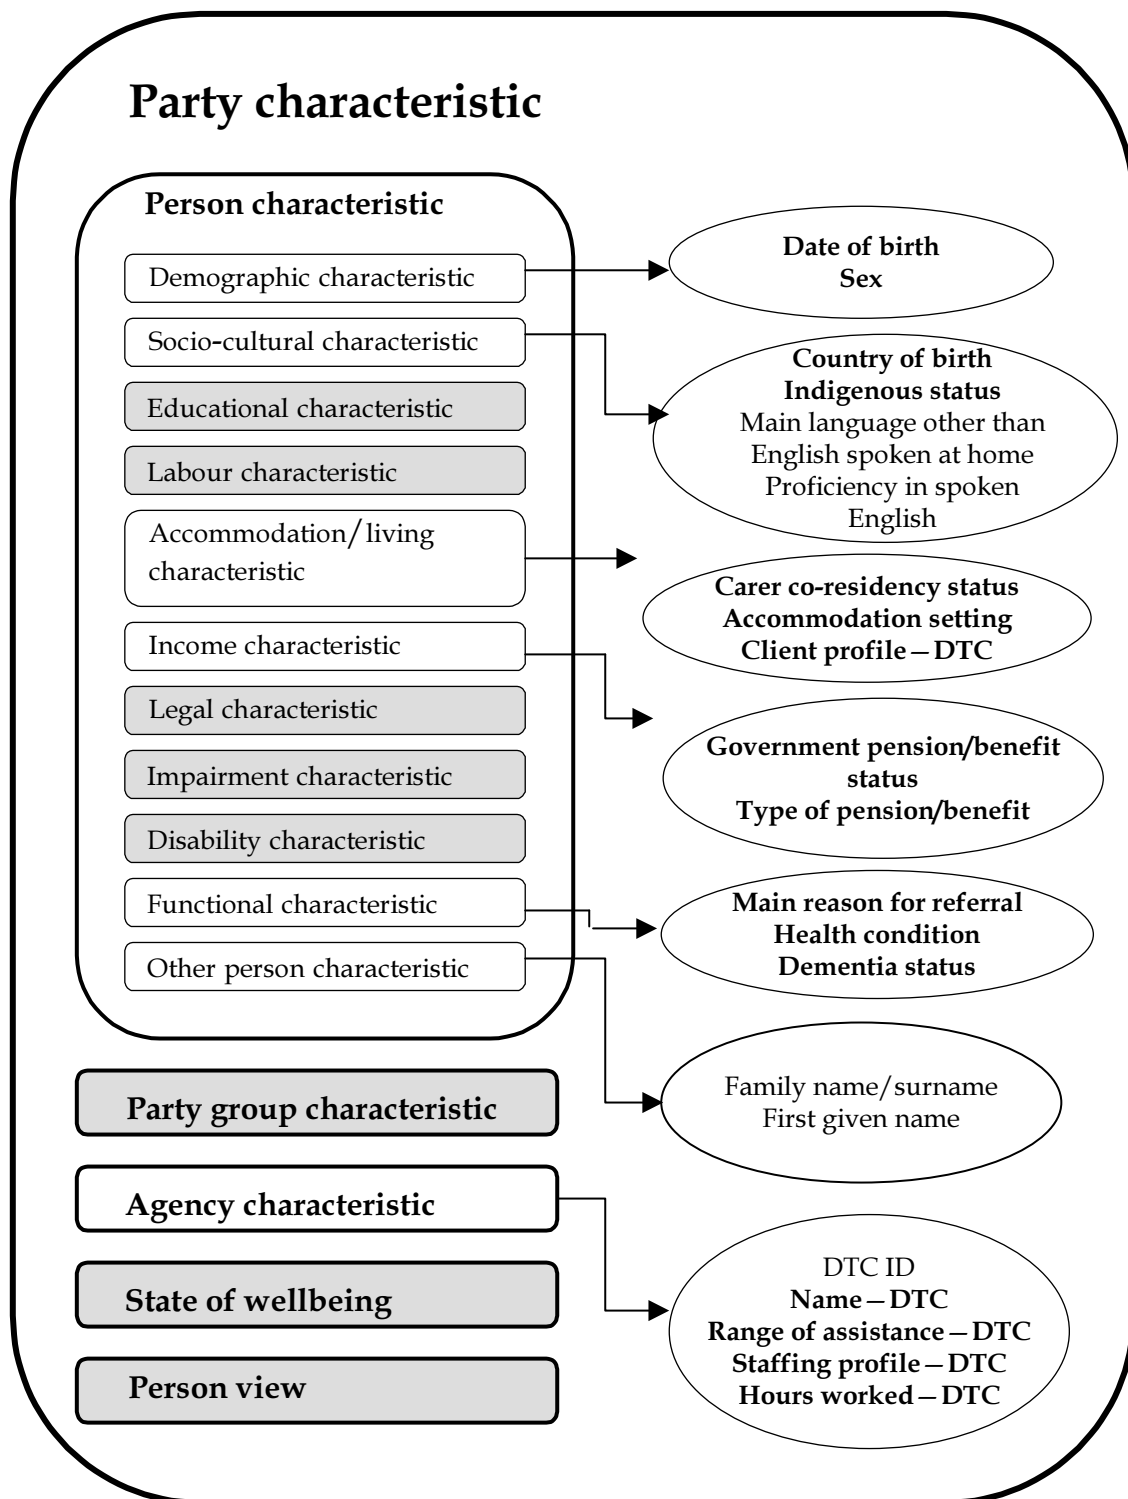 Party characteristic
Person characteristic
Demographic characteristic
Socio-cultural characteristic
Educational characteristic
Labour characteristic
Accommodation/living
characteristic
Income characteristic
Legal characteristic
Impairment characteristic
Disability characteristic
Functional characteristic
Other person characteristic
Party group characteristic
Agency characteristic
State of wellbeing
Person view
Date of birth
Sex
Country of birth
Indigenous status
Main language other than
English spoken at home
Proficiency in spoken
English
Carer co-residency status
Accommodation setting
Client profile—DTC
Government pension/benefit
status
Type of pension/benefit
Main reason for referral
Health condition
Dementia status
Family name/surname
First given name
DTC ID
Name—DTC
Range of assistance—DTC
Staffing profile—DTC
Hours worked—DTC